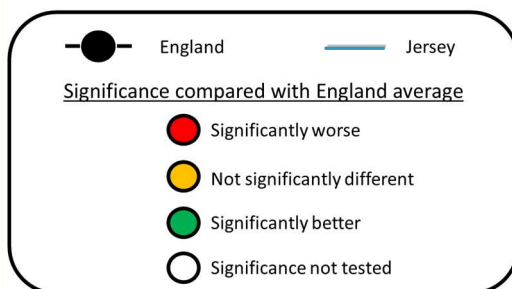 England Jersey
Significance compared with England average
Significantly worse
Not significantly different
Significantly better
Significance not tested